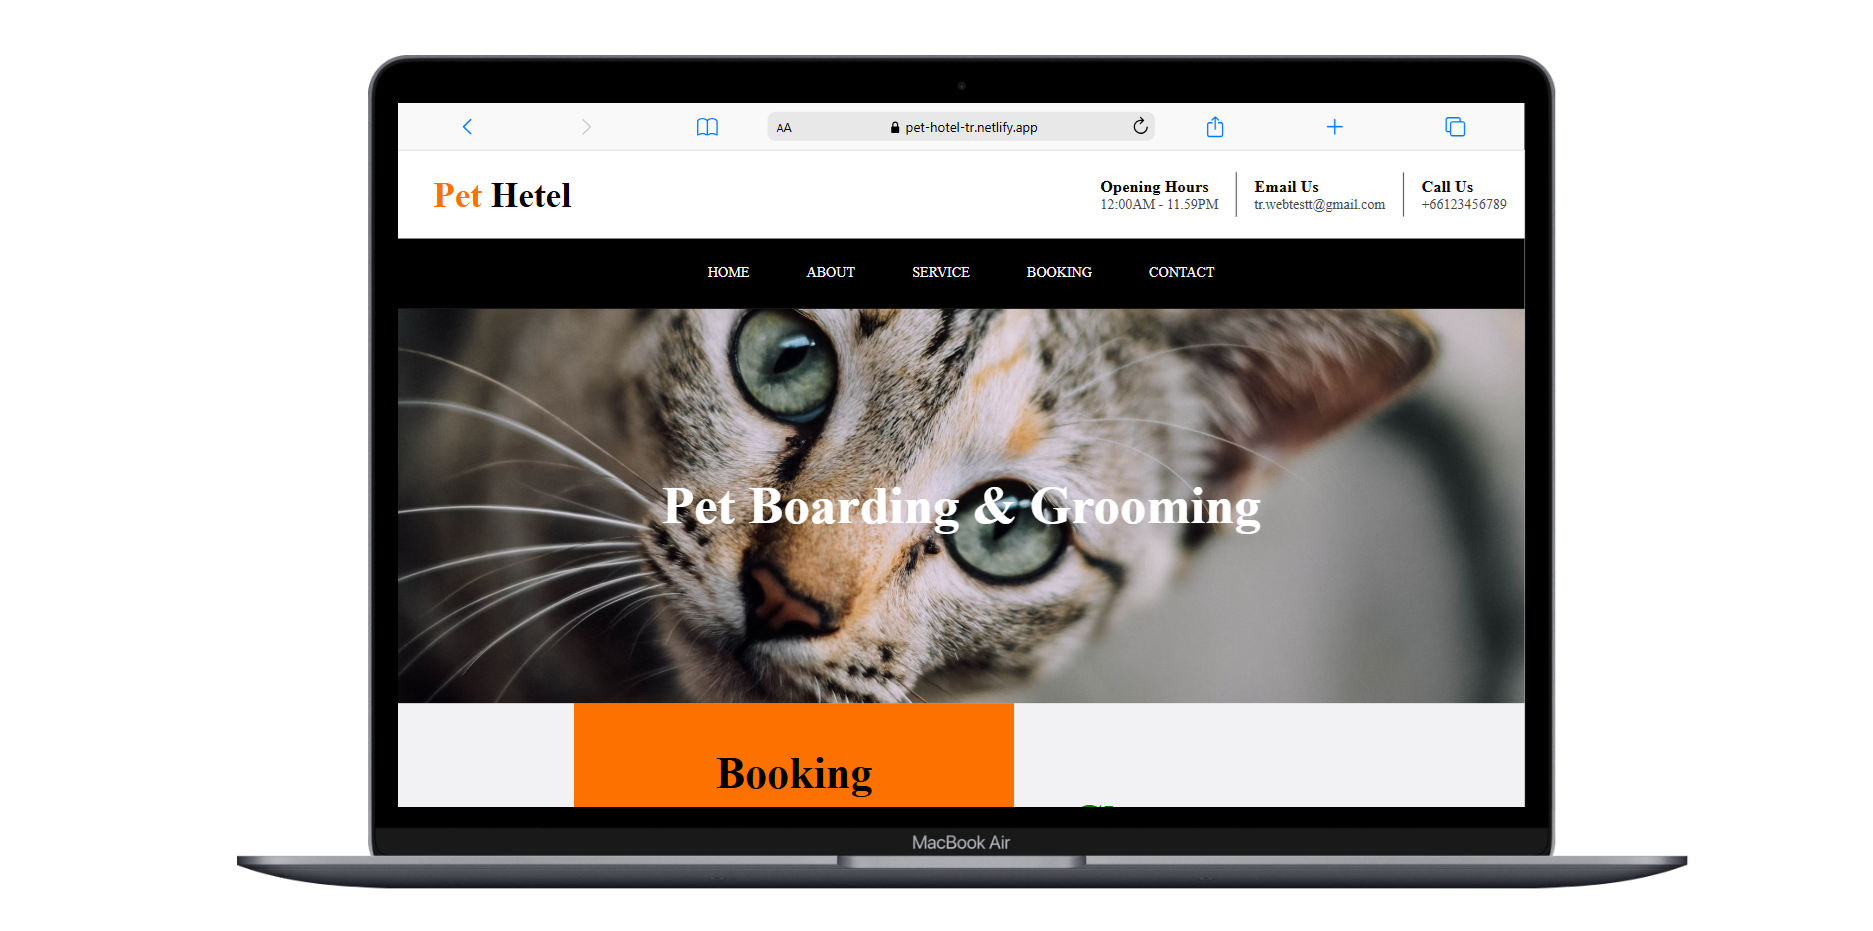 AA
pet-hotel-tr.netlify.app
Pet Hetel
Opening Hours
12:00AM - 11.59PM
Email Us
tr.webtestt@gmail.com
Call Us
+66123456789
HOME ABOUT SERVICE BOOKING CONTACT
Pet Boarding & Grooming
Booking
MacBook Air